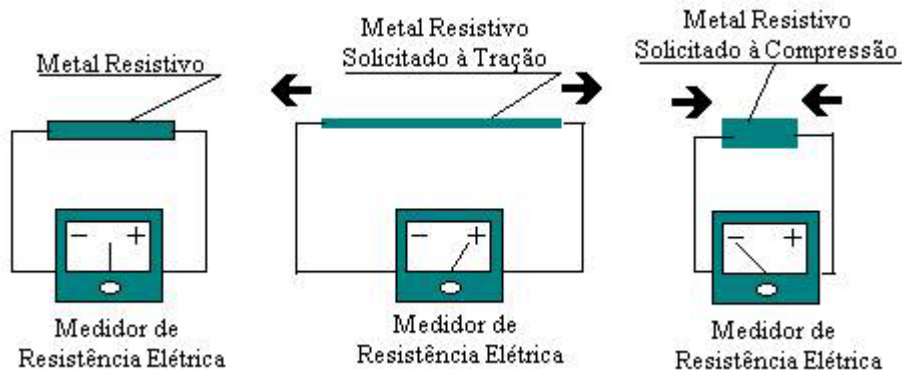 Metal Resistivo
Metal Resistivo
Solicitado à Tração
Metal Resistivo
Solicitado à Compressão
- +
- +
- +
Medidor de
Resistência Elétrica
Medidor de
Resistência Elétrica
Medidor de
Resistência Elétrica